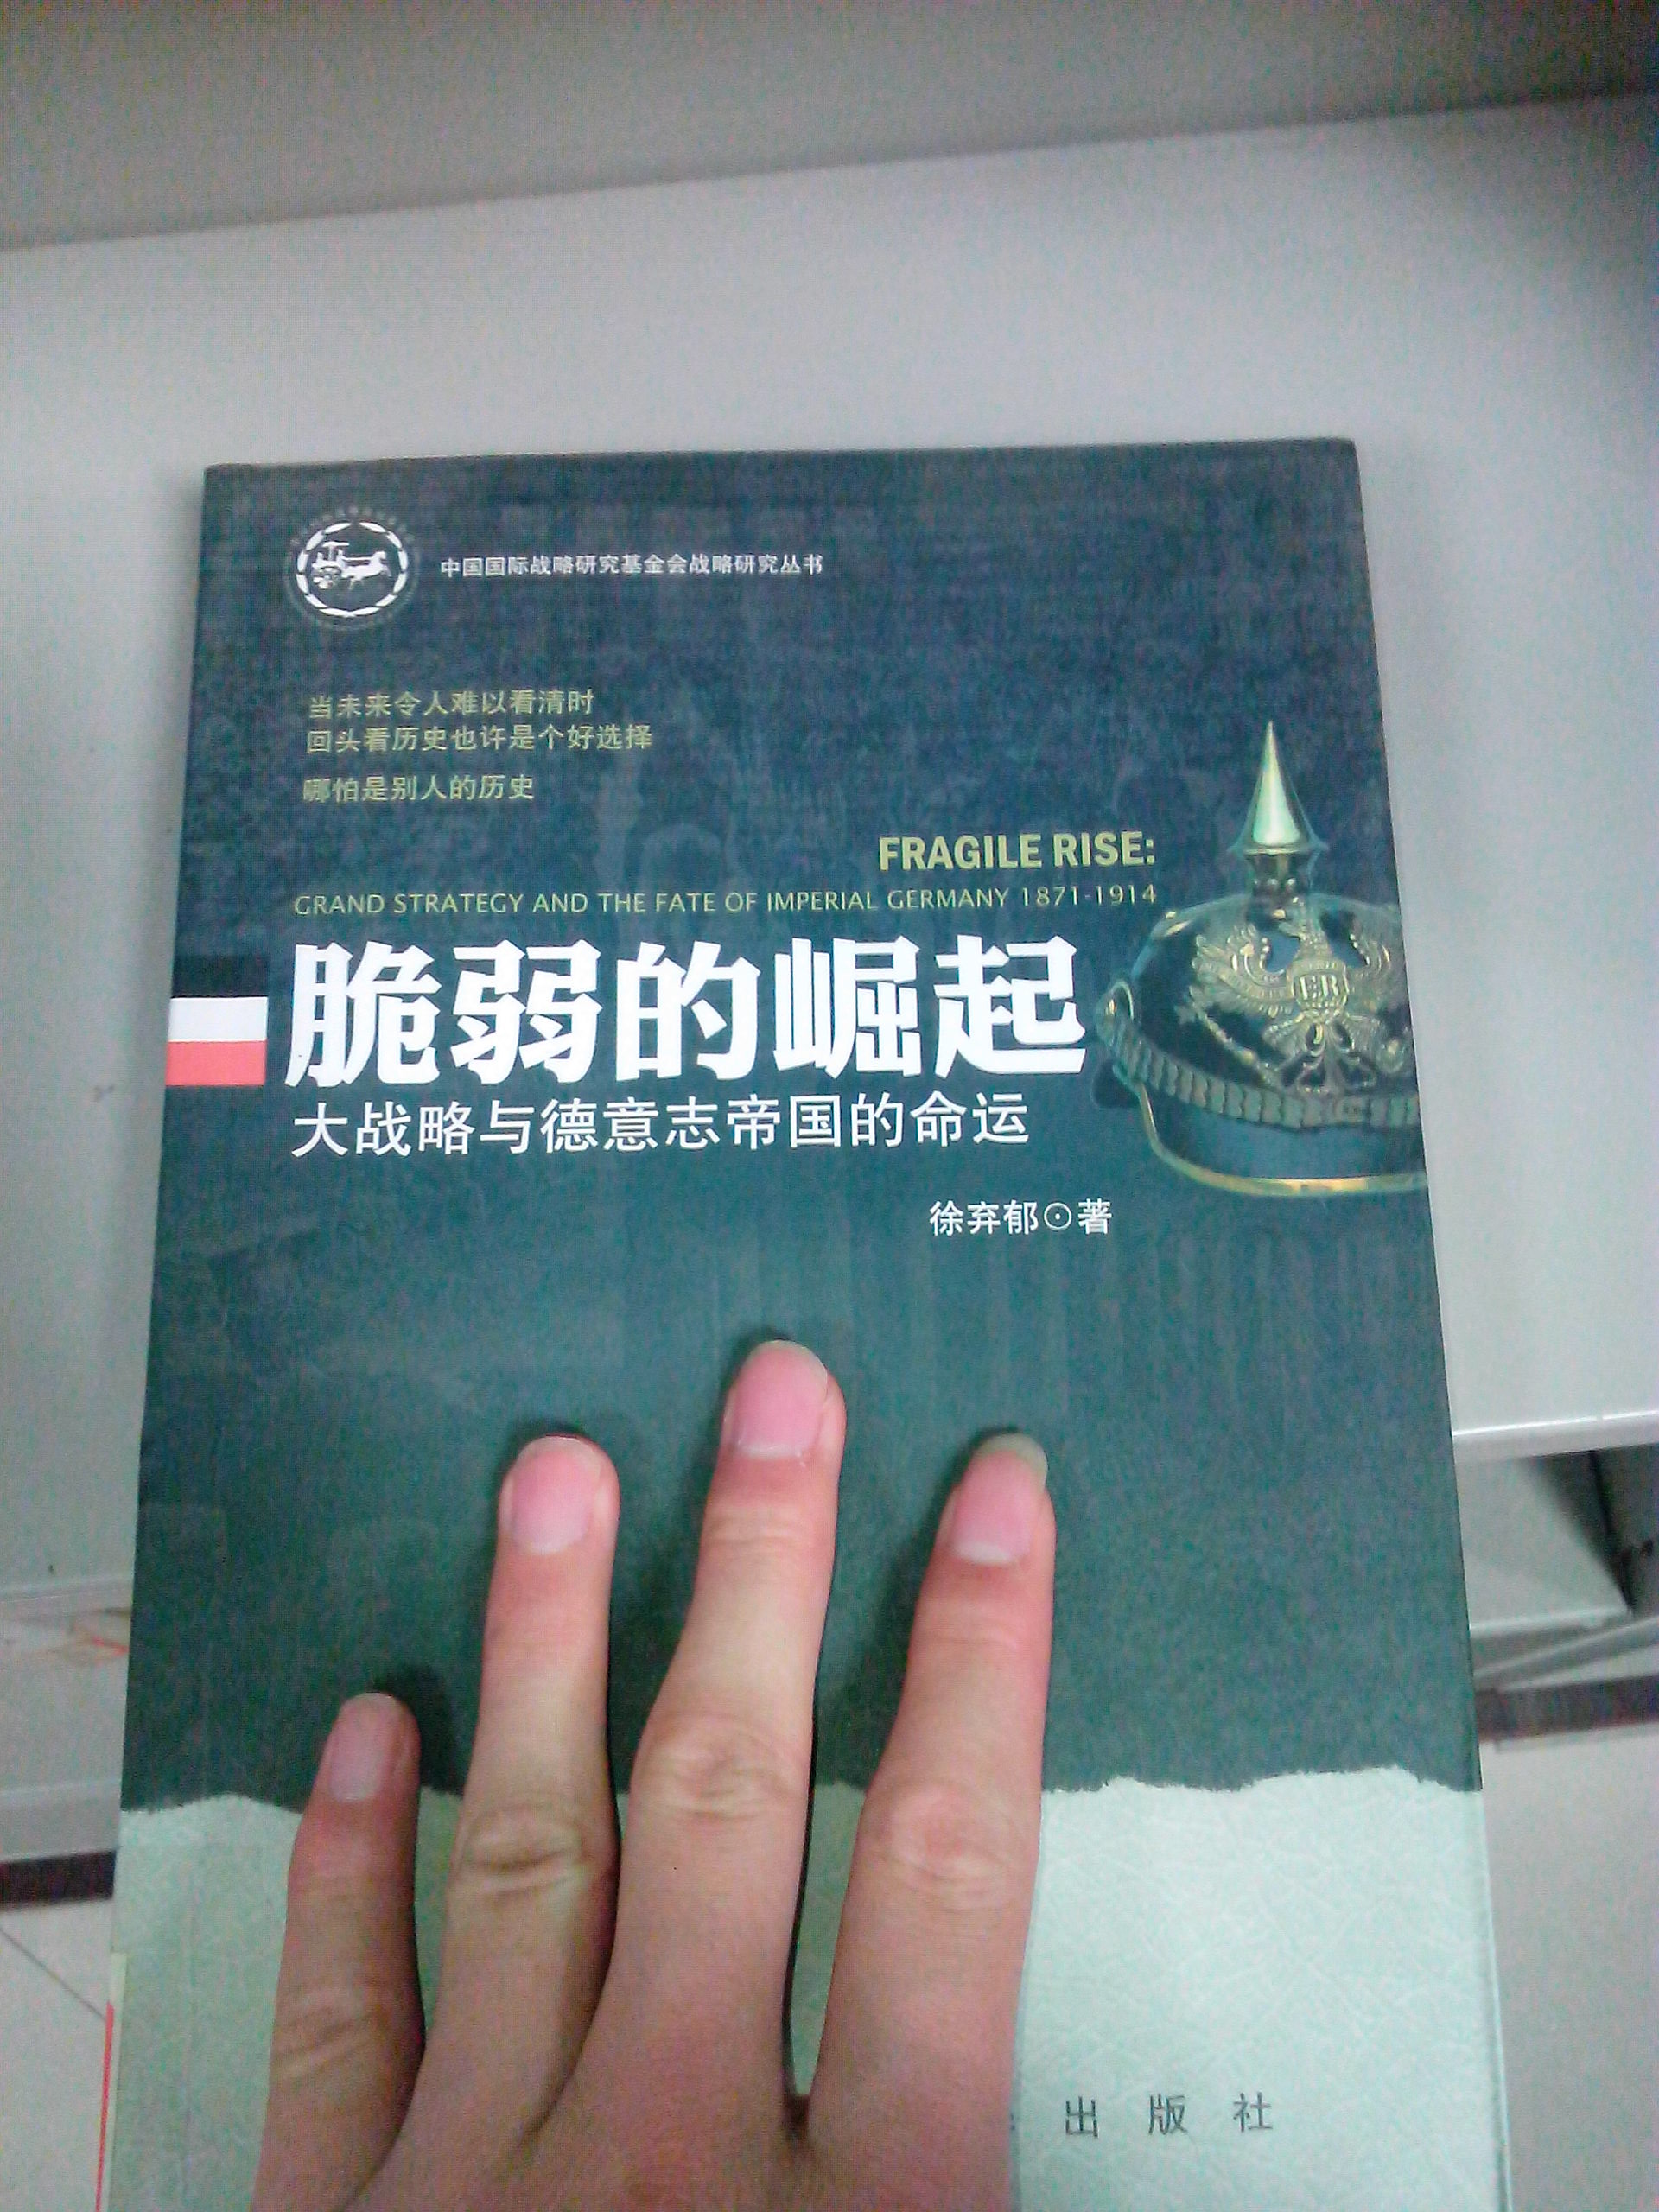 中国国际战略研究基金会战略研究丛书
当未来令人难以看清时
回头看历史也许是个好选择
哪怕是别人的历史
FRAGILE RISE:
GRAND STRATEGY AND THE FATE OF IMPERIAL GERMANY 1871-1914
脆弱的崛起
大战略与德意志帝国的命运
徐弃郁⊙著
出版社